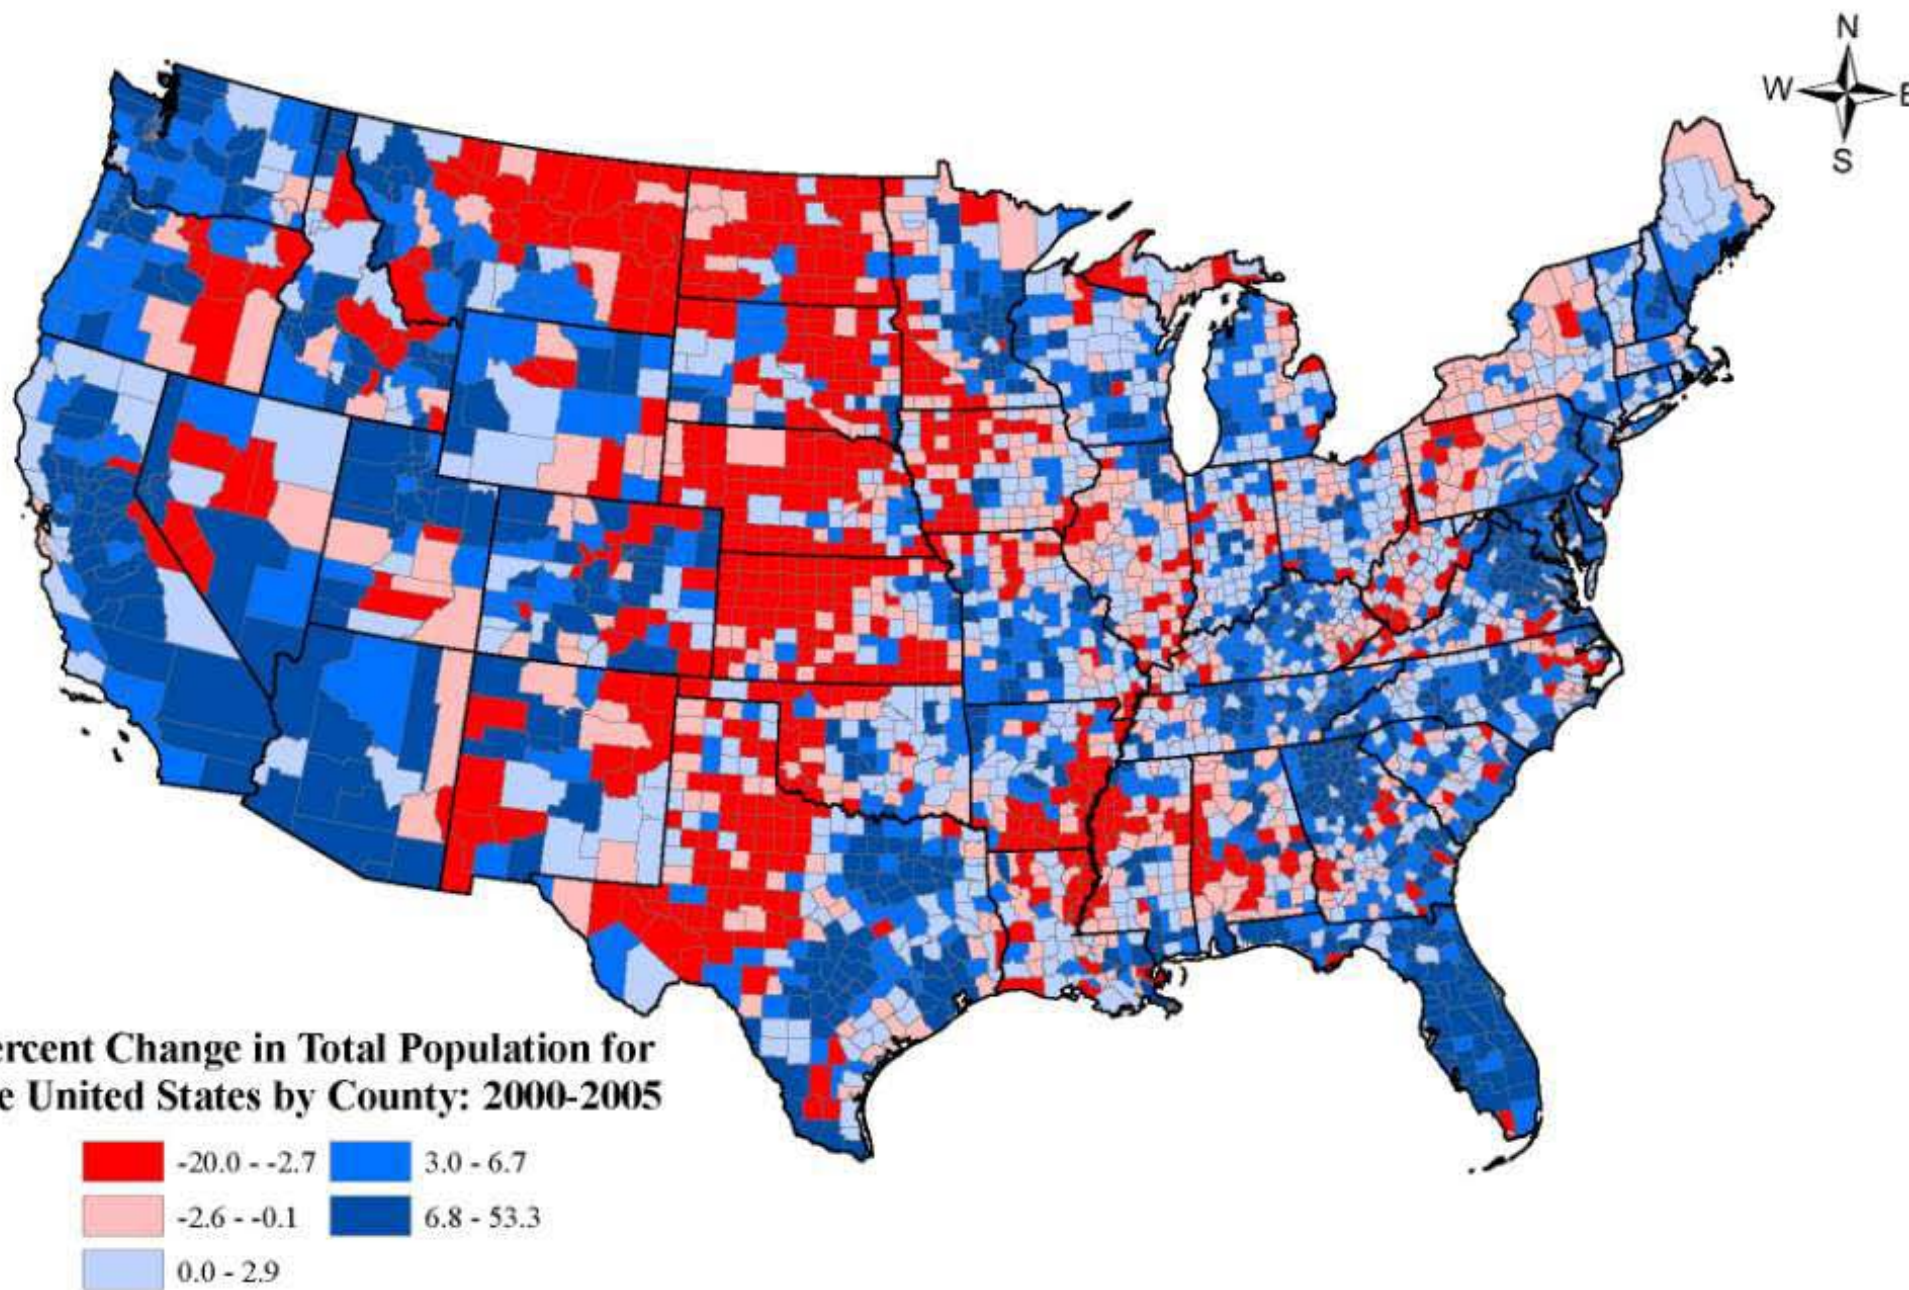 N
W E
S
ercent Change in Total Population for
e United States by County: 2000-2005
-20.0 - -2.7 3.0 - 6.7
-2.6 - -0.1 6.8 - 53.3
0.0 - 2.9